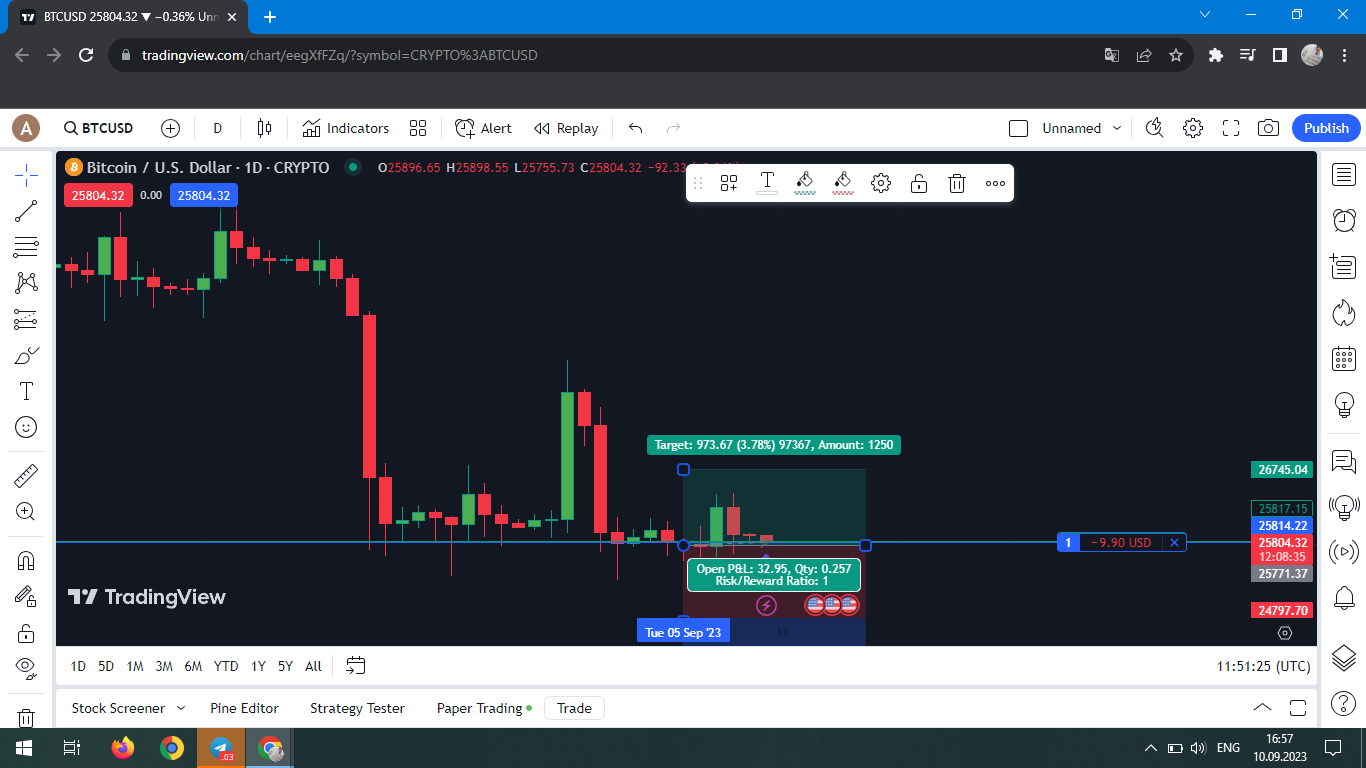 BTCUSD 25804.32 ▼ −0.36% Unn
tradingview.com/chart/eegXfFZq/?symbol=CRYPTO%3ABTCUSD
A
BTCUSD
D
Indicators
Alert
Replay
Unnamed
Publish
Bitcoin / U.S. Dollar · 1D · CRYPTO
O25896.65 H25898.55 L25755.73 C25804.32 −92.33
25804.32
0.00
25804.32
Target: 973.67 (3.78%) 97367, Amount: 1250
26745.04
25817.15
25814.22
25804.32
12:08:35
25771.37
24797.70
1
−9.90 USD
Open P&L: 32.95, Qty: 0.257
Risk/Reward Ratio: 1
TradingView
Tue 05 Sep '23
11
1D 5D 1M 3M 6M YTD 1Y 5Y All
11:51:25 (UTC)
Stock Screener
Pine Editor
Strategy Tester
Paper Trading
Trade
.03
ENG
16:57
10.09.2023